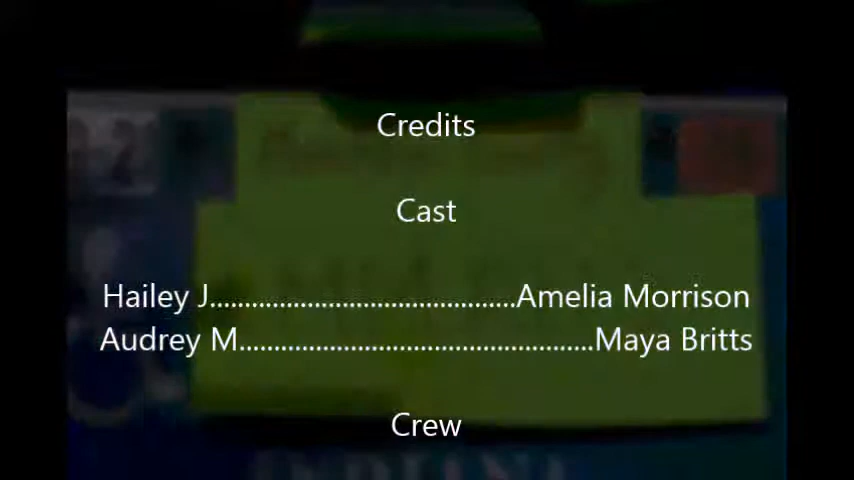 Credits
Cast
Hailey J............................................Amelia Morrison
Audrey M...................................................Maya Britts
Crew